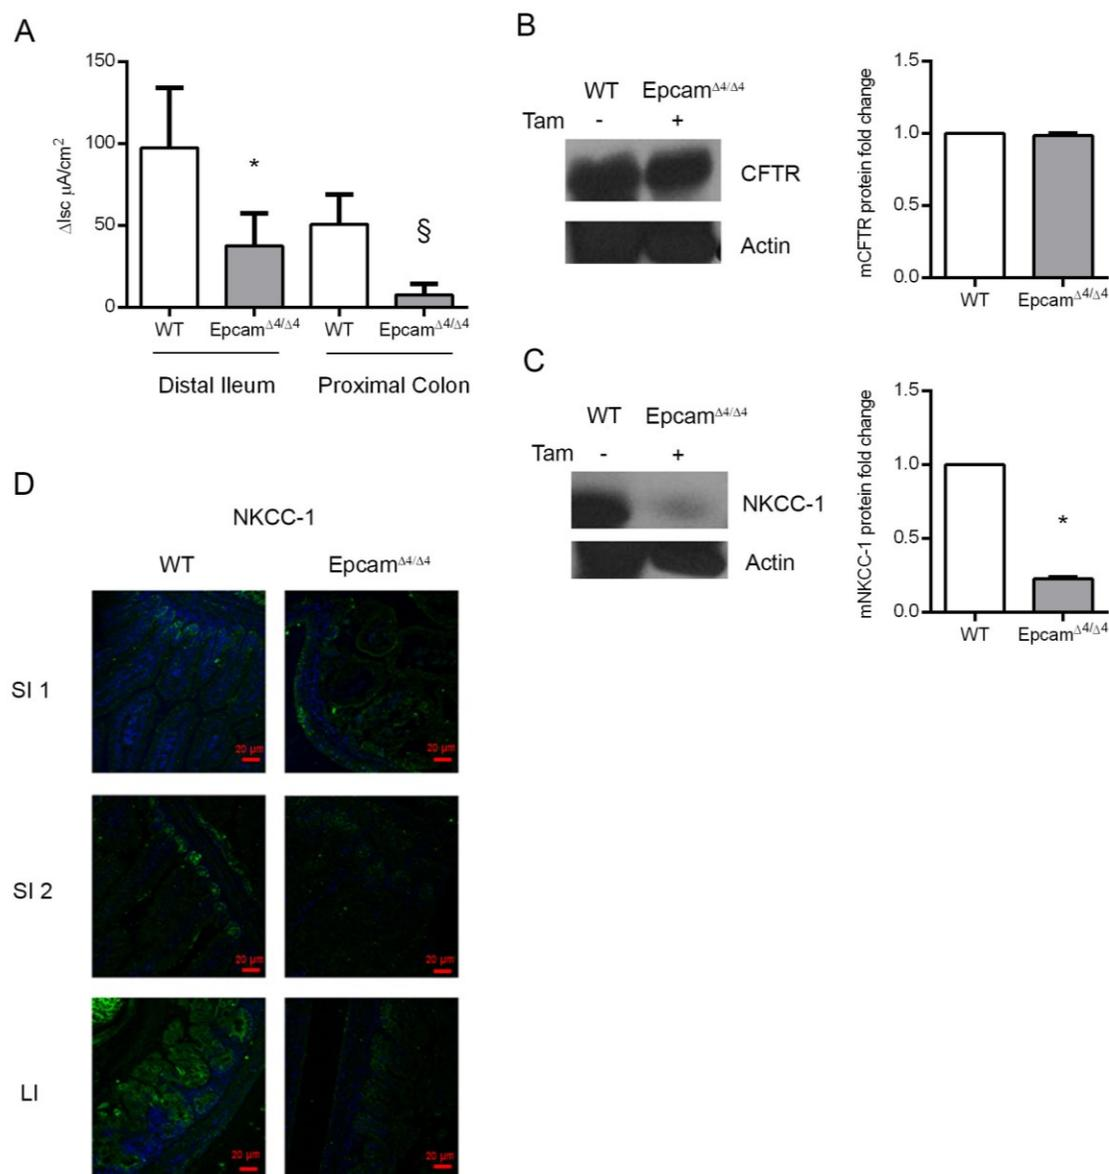 A
150
100
50
0
ΔIsc µA/cm²
*
§
WT
Epcam^Δ4/Δ4
WT
Epcam^Δ4/Δ4
Distal Ileum
Proximal Colon
B
WT Epcam^Δ4/Δ4
Tam - +
CFTR
Actin
mCFTR protein fold change
1.5
1.0
0.5
0.0
WT
Epcam^Δ4/Δ4
C
WT Epcam^Δ4/Δ4
Tam - +
NKCC-1
Actin
mNKCC-1 protein fold change
1.5
1.0
0.5
0.0
*
WT
Epcam^Δ4/Δ4
D
NKCC-1
WT
Epcam^Δ4/Δ4
SI 1
20 µm
20 µm
SI 2
20 µm
20 µm
LI
20 µm
20 µm